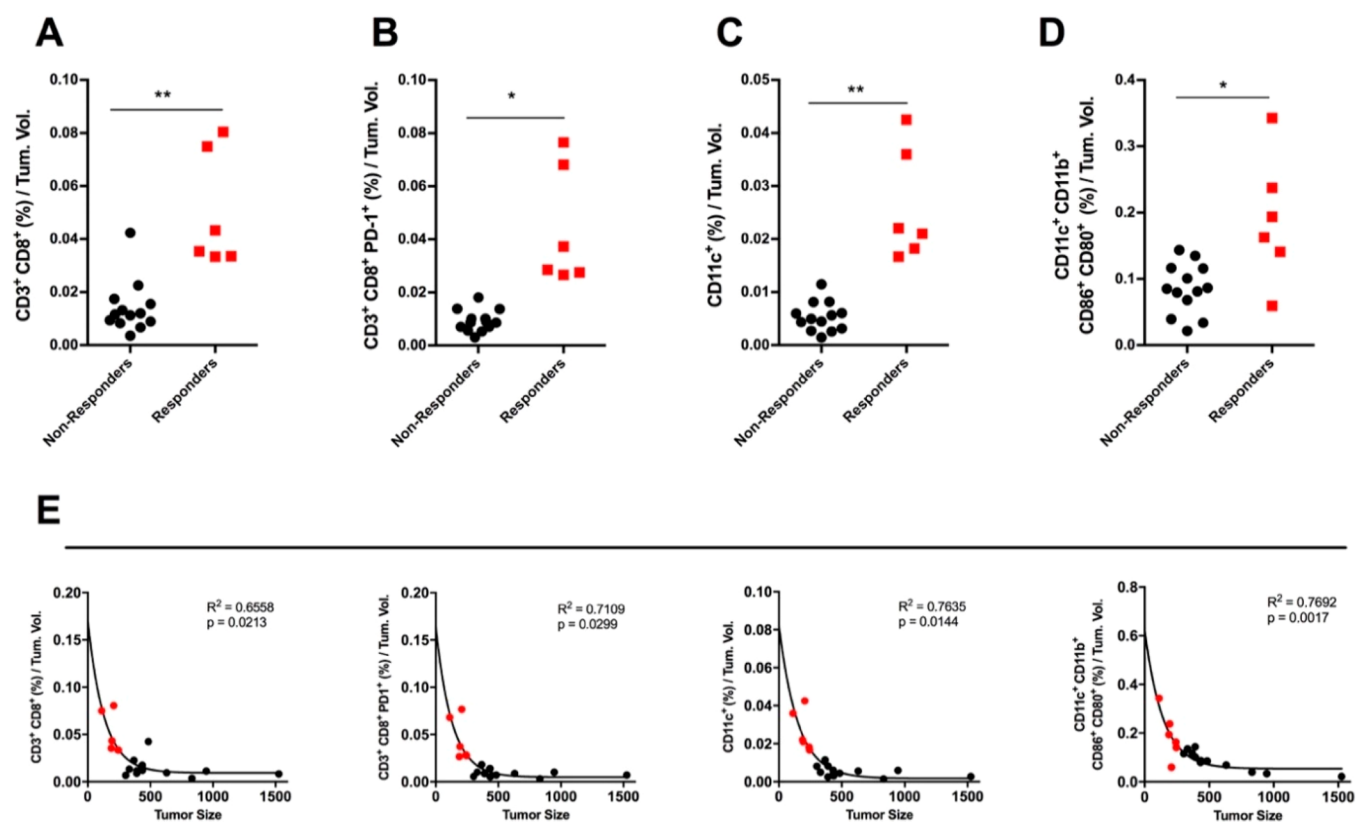 A
CD3+ CD8+ (%) / Tum. Vol.
0.10
0.08
0.06
0.04
0.02
0.00
**
Non-Responders
Responders
B
CD3+ CD8+ PD-1+ (%) / Tum. Vol.
0.10
0.08
0.06
0.04
0.02
0.00
*
Non-Responders
Responders
C
CD11c+ (%) / Tum. Vol.
0.05
0.04
0.03
0.02
0.01
0.00
**
Non-Responders
Responders
D
CD11c+ CD11b+
CD86+ CD80+ (%) / Tum. Vol.
0.4
0.3
0.2
0.1
0.0
*
Non-Responders
Responders
E
CD3+ CD8+ (%) / Tum. Vol.
0.20
0.15
0.10
0.05
0.00
R2 = 0.6558
p = 0.0213
0 500 1000 1500
Tumor Size
CD3+ CD8+ PD1+ (%) / Tum. Vol.
0.20
0.15
0.10
0.05
0.00
R2 = 0.7109
p = 0.0299
0 500 1000 1500
Tumor Size
CD11c+ (%) / Tum. Vol.
0.10
0.08
0.06
0.04
0.02
0.00
R2 = 0.7635
p = 0.0144
0 500 1000 1500
Tumor Size
CD11c+ CD11b+
CD86+ CD80+ (%) / Tum. Vol.
0.8
0.6
0.4
0.2
0.0
R2 = 0.7692
p = 0.0017
0 500 1000 1500
Tumor Size